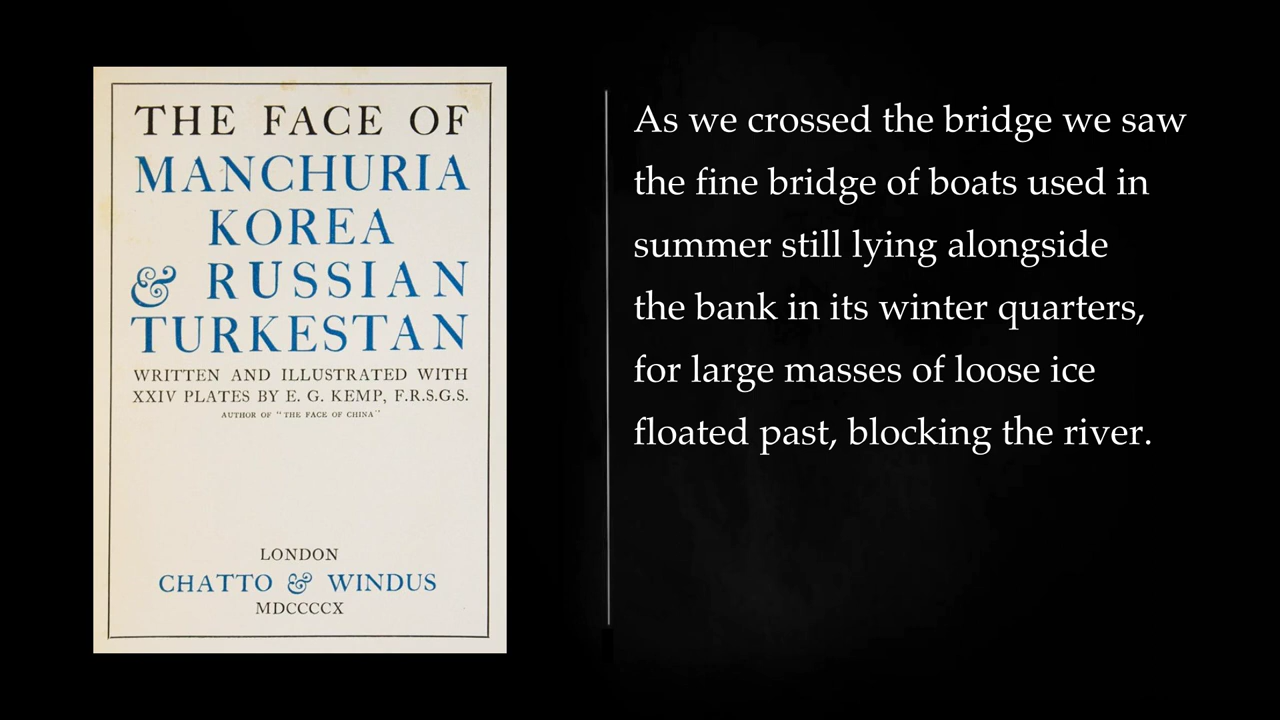 THE FACE OF
MANCHURIA
KOREA
& RUSSIAN
TURKESTAN
WRITTEN AND ILLUSTRATED WITH
XXIV PLATES BY E. G. KEMP, F.R.S.G.S.
AUTHOR OF "THE FACE OF CHINA"
LONDON
CHATTO & WINDUS
MDCCCCX
As we crossed the bridge we saw
the fine bridge of boats used in
summer still lying alongside
the bank in its winter quarters,
for large masses of loose ice
floated past, blocking the river.